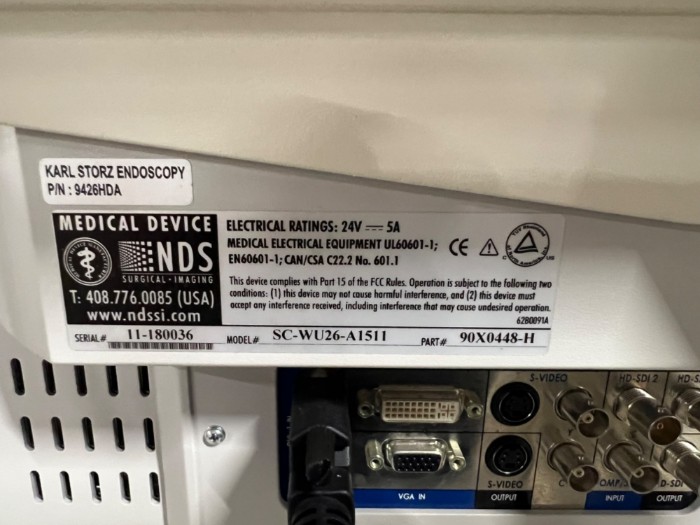 KARL STORZ ENDOSCOPY
P/N : 9426HDA
MEDICAL DEVICE
NDS
SURGICAL - IMAGING
T: 408.776.0085 (USA)
www.ndssi.com
ELECTRICAL RATINGS: 24V ⎓ 5A
MEDICAL ELECTRICAL EQUIPMENT UL60601-1;
EN60601-1; CAN/CSA C22.2 No. 601.1
CE
This device complies with Part 15 of the FCC Rules. Operation is subject to the following two
conditions: (1) this device may not cause harmful interference, and (2) this device must
accept any interference received, including interference that may cause undesired operation.
62B0091A
SERIAL# 11-180036 MODEL# SC-WU26-A1511 PART# 90X0448-H
S-VIDEO
HD-SDI 2
HD-S
S-VIDEO
C
OMP/S
D-SDI
VGA IN
OUTPUT
INPUT
OUTPUT